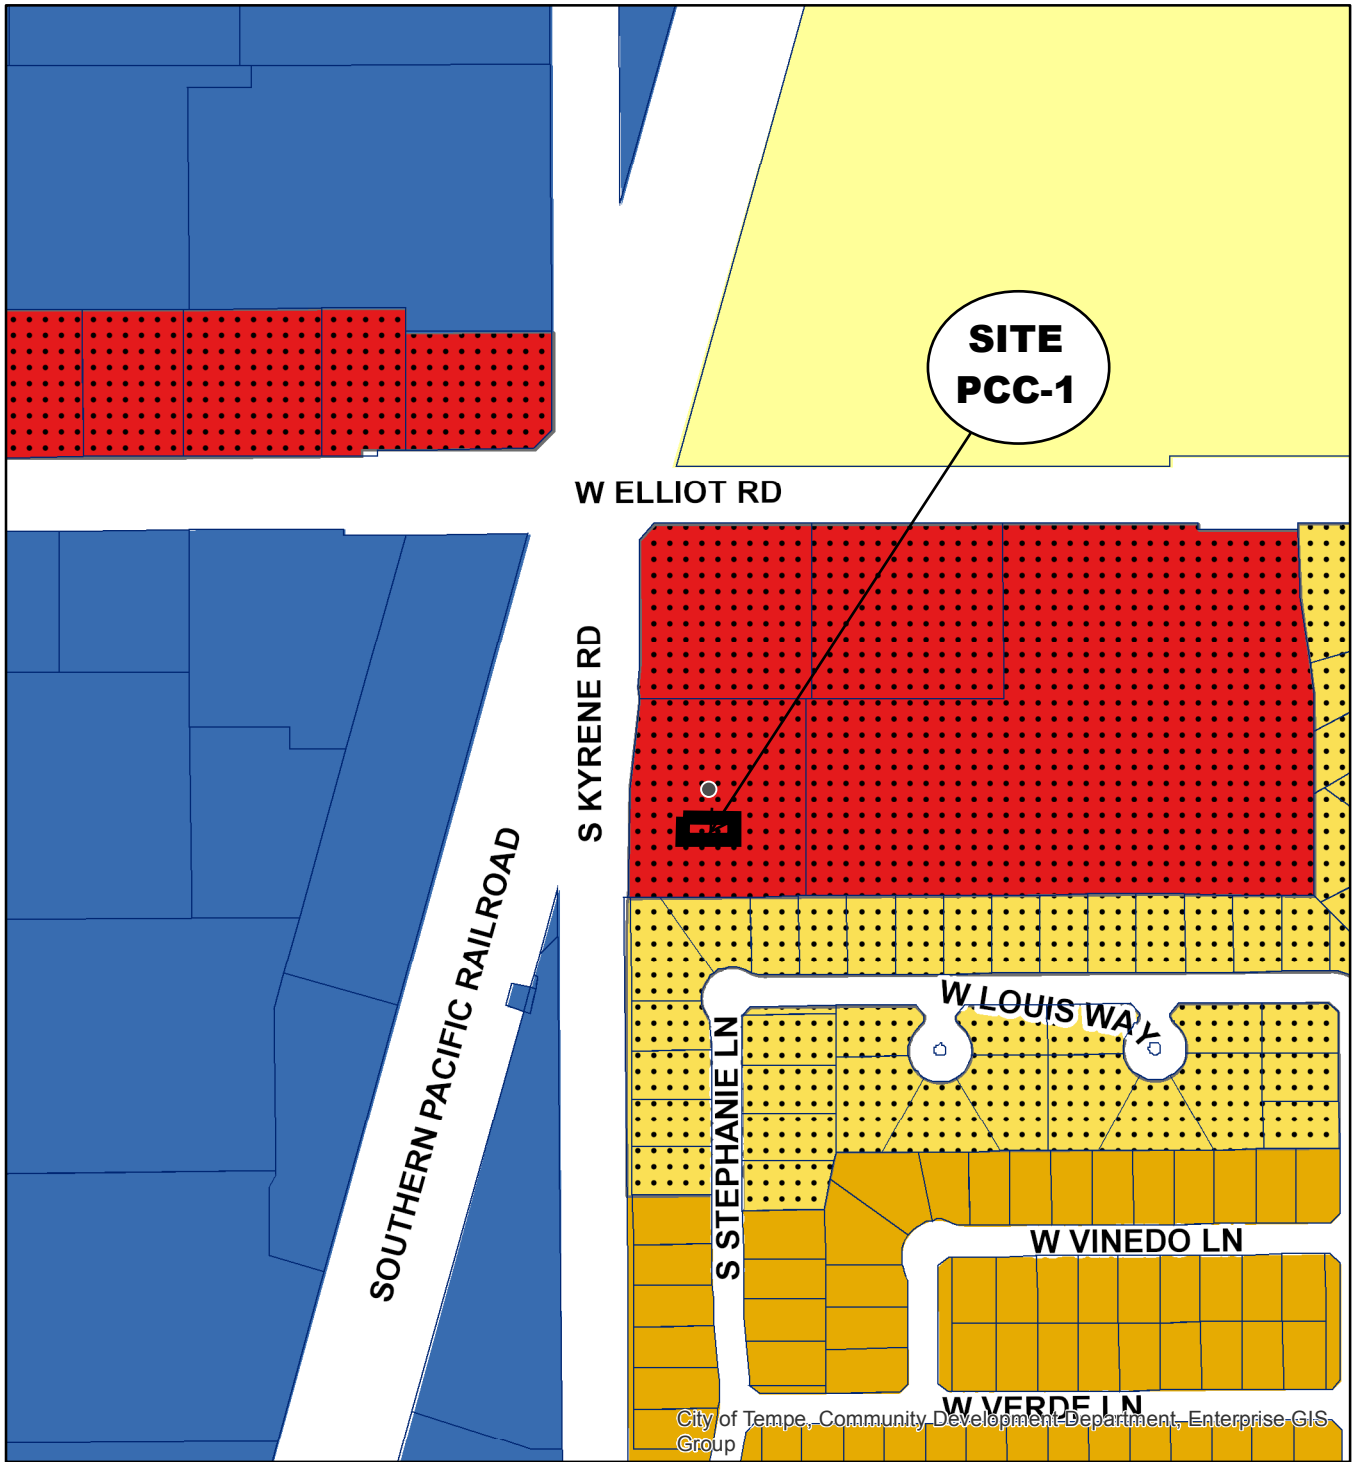 SITE
PCC-1
W ELLIOT RD
S KYRENE RD
SOUTHERN PACIFIC RAILROAD
W LOUIS WAY
S STEPHANIE LN
W VINEDO LN
W VERDE LN
City of Tempe, Community Development Department, Enterprise GIS
Group